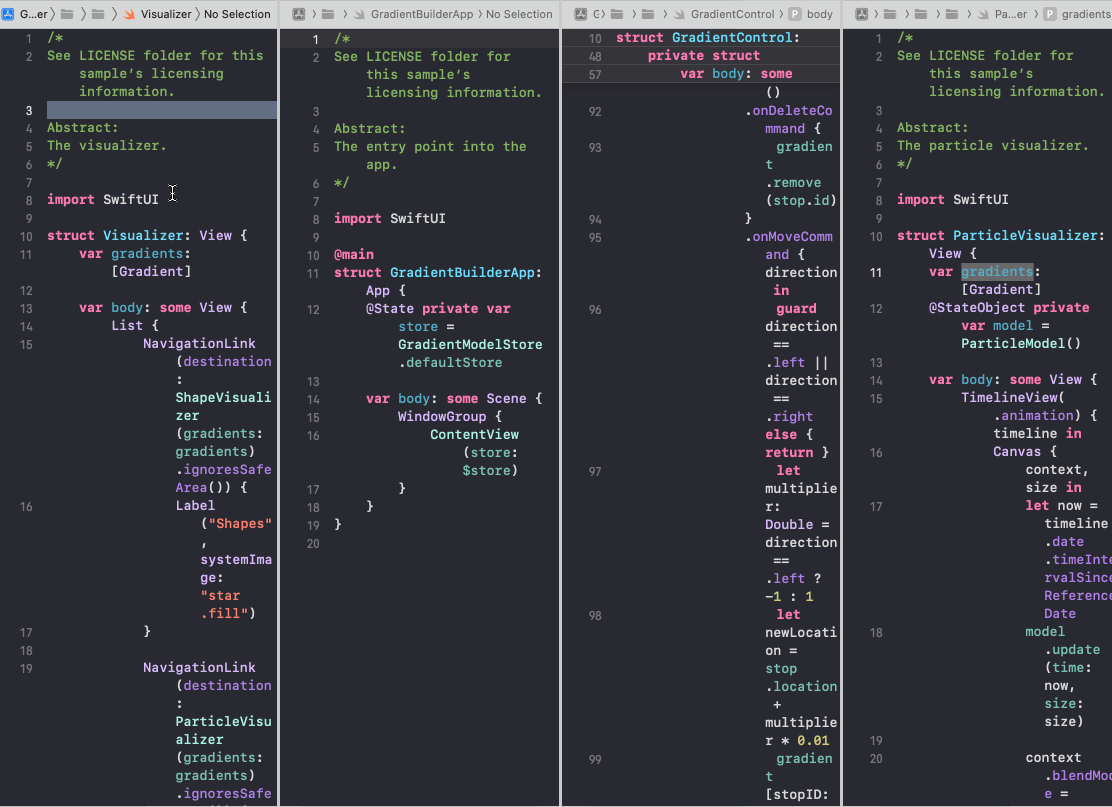 G...er 〉 〉 〉 Visualizer 〉 No Selection
1 /*
2 See LICENSE folder for this
sample’s licensing
information.
3
4 Abstract:
5 The visualizer.
6 */
7
8 import SwiftUI
9
10 struct Visualizer: View {
11 var gradients:
[Gradient]
12
13 var body: some View {
14 List {
15 NavigationLink
(destination
:
ShapeVisuali
zer
(gradients:
gradients)
.ignoresSafe
Area()) {
16 Label
("Shapes"
,
systemIma
ge:
"star
.fill")
17 }
18
19 NavigationLink
(destination
:
ParticleVisu
alizer
(gradients:
gradients)
.ignoresSafe
〉 〉 GradientBuilderApp 〉 No Selection
1 /*
2 See LICENSE folder for
this sample’s
licensing information.
3
4 Abstract:
5 The entry point into the
app.
6 */
7
8 import SwiftUI
9
10 @main
11 struct GradientBuilderApp:
App {
12 @State private var
store =
GradientModelStore
.defaultStore
13
14 var body: some Scene {
15 WindowGroup {
16 ContentView
(store:
$store)
17 }
18 }
19 }
20
G 〉 〉 〉 GradientControl 〉 P body
10 struct GradientControl:
48 private struct
57 var body: some
()
92 .onDeleteCo
mmand {
93 gradien
t
.remove
(stop.id)
94 }
95 .onMoveComm
and {
direction
in
96 guard
direction
==
.left ||
direction
==
.right
else {
return }
97 let
multiplie
r:
Double =
direction
==
.left ?
-1 : 1
98 let
newLocati
on =
stop
.location
+
multiplie
r * 0.01
99 gradien
t
[stopID:
〉 〉 〉 〉 Pa...er 〉 P gradients
1 /*
2 See LICENSE folder for
this sample’s
licensing information.
3
4 Abstract:
5 The particle visualizer.
6 */
7
8 import SwiftUI
9
10 struct ParticleVisualizer:
View {
11 var gradients:
[Gradient]
12 @StateObject private
var model =
ParticleModel()
13
14 var body: some View {
15 TimelineView(
.animation) {
timeline in
16 Canvas {
context,
size in
17 let now =
timeline
.date
.timeInte
rvalSince
Reference
Date
18 model
.update
(time:
now,
size:
size)
19
20 context
.blendMod
e =